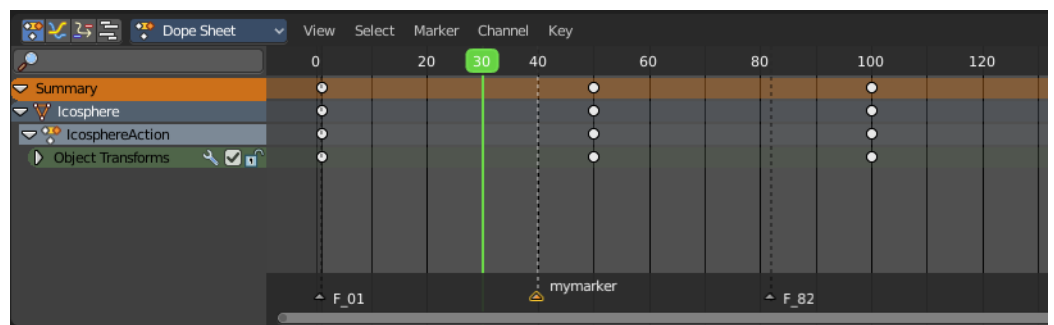 Dope Sheet View Select Marker Channel Key
0 20 30 40 60 80 100 120
Summary
Icosphere
IcosphereAction
Object Transforms
mymarker
F_01 F_82